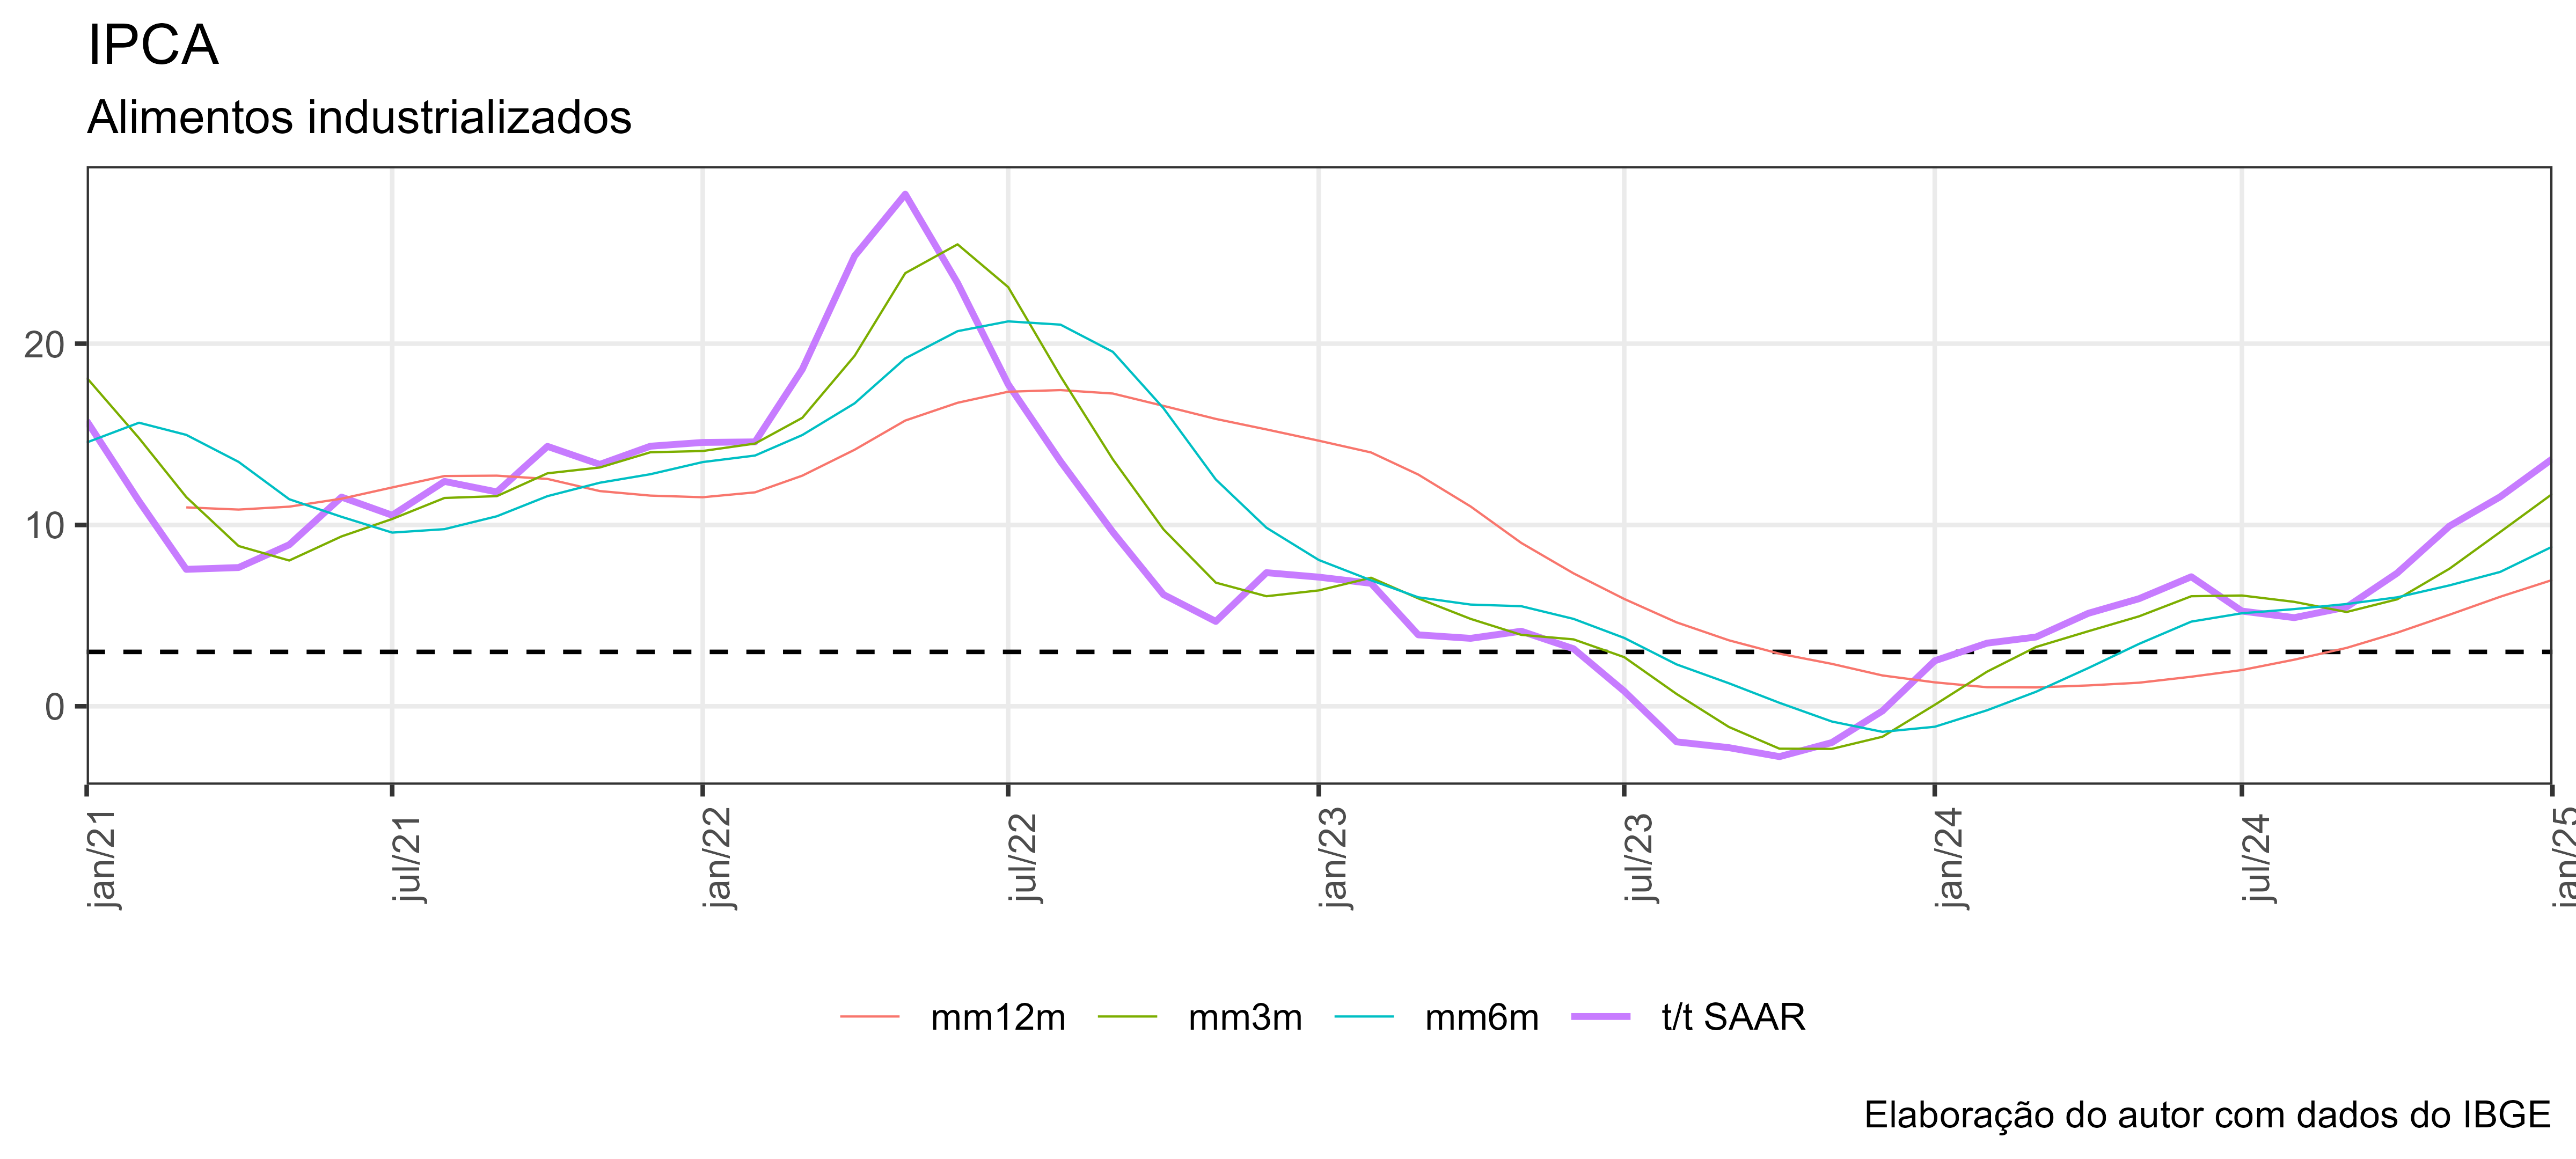 IPCA
Alimentos industrializados
20
10
0
jan/21
jul/21
jan/22
jul/22
jan/23
jul/23
jan/24
jul/24
jan/25
mm12m mm3m mm6m t/t SAAR
Elaboração do autor com dados do IBGE